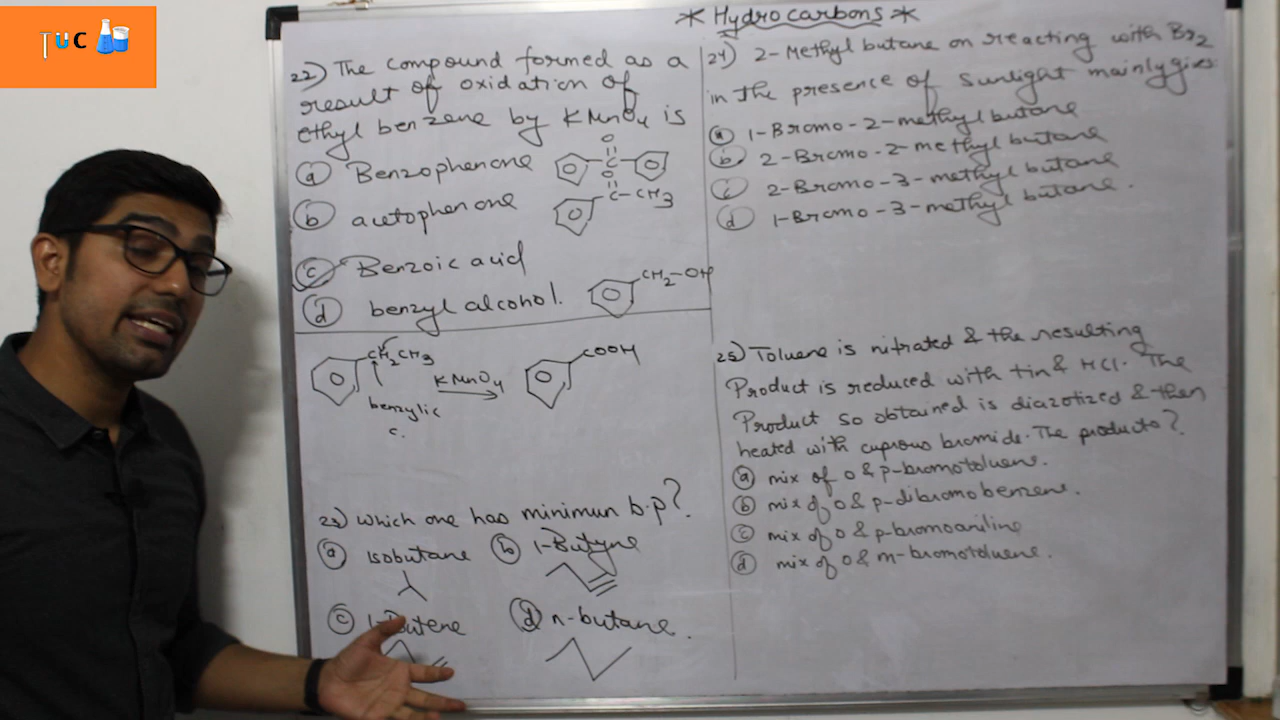 TUC
* Hydrocarbons *
22) The compound formed as a
result of oxidation of
ethyl benzene by KMnO4 is
a Benzophenone
O
C
b acetophenone
O
C-CH3
c Benzoic acid
d benzyl alcohol.
CH2-OH
CH2CH3
KMnO4
COOH
benzylic
c.
23) which one has minimun b.p?
a Isobutane b 1-Butyne
c 1-Butene d n-butane.
24) 2-Methyl butane on reacting with Br2
in the presence of sunlight mainly gives
a 1-Bromo-2-methyl butane
b 2-Bromo-2-methyl butane
c 2-Bromo-3-methyl butane
d 1-Bromo-3-methyl butane.
25) Toluene is nitrated & the resulting
Product is reduced with tin & HCl. The
Product so obtained is diazotized & then
heated with cuprous bromide. The products?
a mix of o & p-bromotoluene.
b mix of o & p-dibromobenzene.
c mix of o & p-bromoaniline
d mix of o & m-bromotoluene.